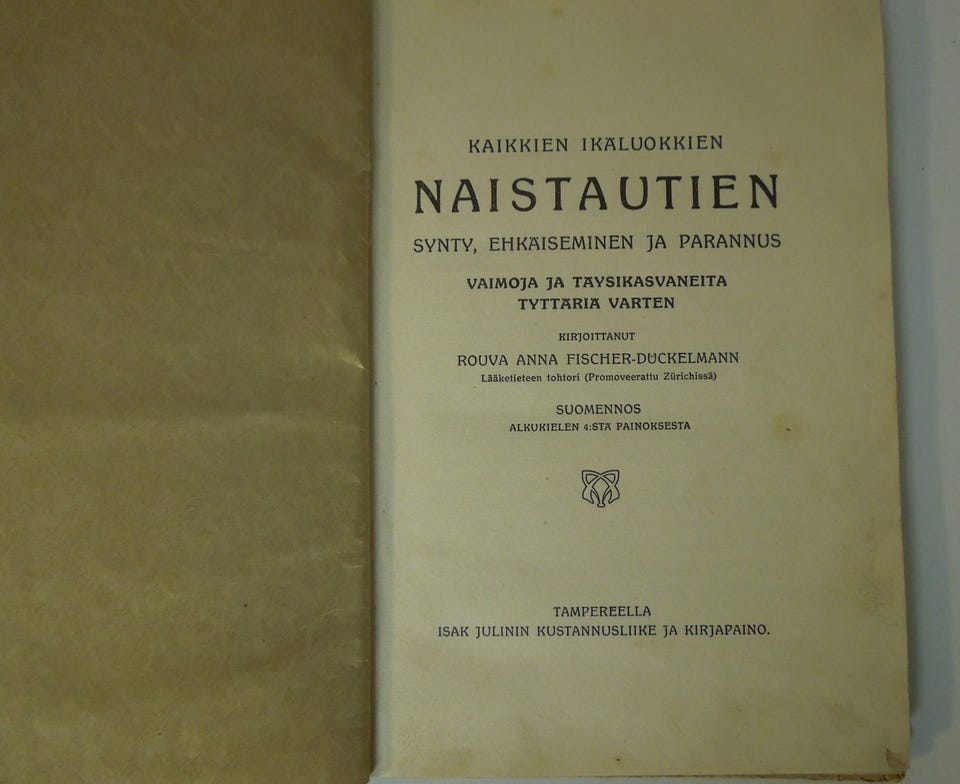 KAIKKIEN IKÄLUOKKIEN
NAISTAUTIEN
SYNTY, EHKÄISEMINEN JA PARANNUS
VAIMOJA JA TÄYSIKASVANEITA
TYTTÄRIÄ VARTEN
KIRJOITTANUT
ROUVA ANNA FISCHER-DÜCKELMANN
Lääketieteen tohtori (Promoveerattu Zürichissä)
SUOMENNOS
ALKUKIELEN 4:STÄ PAINOKSESTA
TAMPEREELLA
ISAK JULININ KUSTANNUSLIIKE JA KIRJAPAINO.